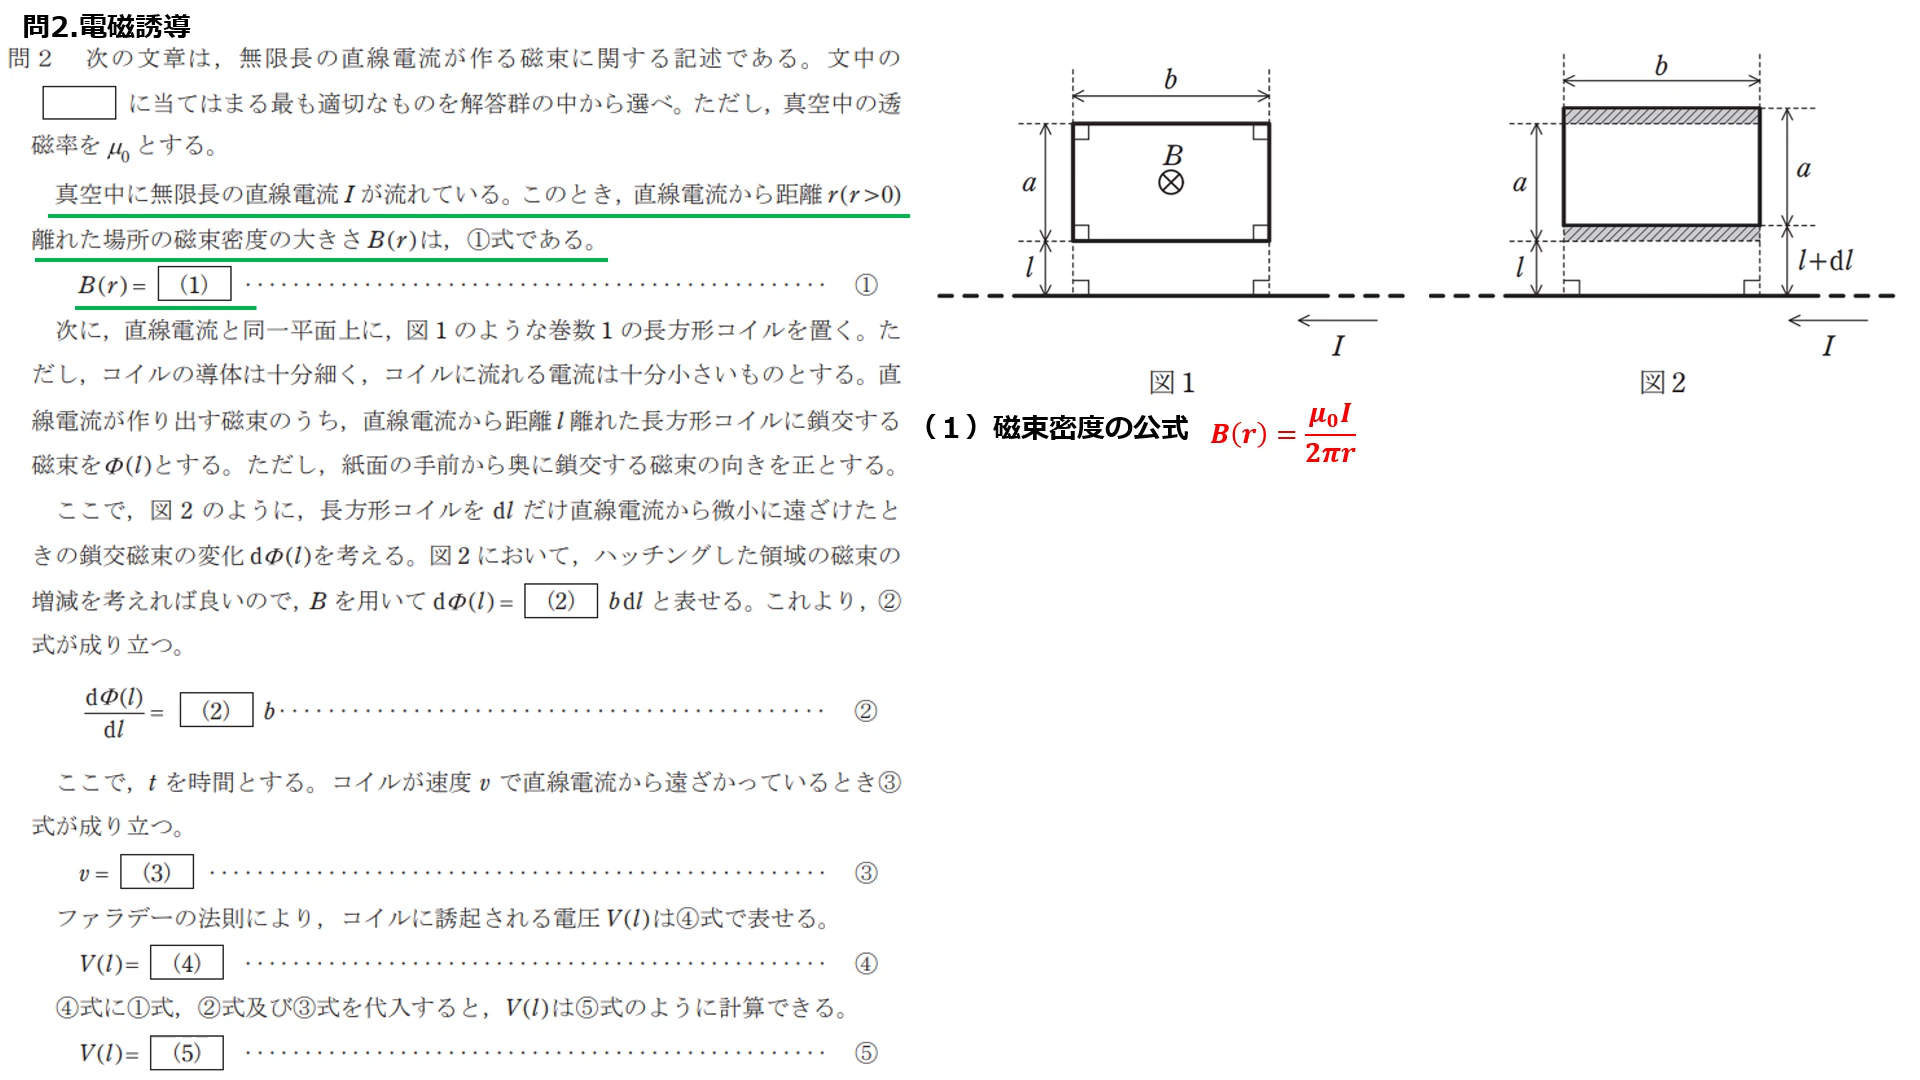 問2.電磁誘導
問２　次の文章は，無限長の直線電流が作る磁束に関する記述である。文中の
　　　に当てはまる最も適切なものを解答群の中から選べ。ただし，真空中の透
磁率を μ0 とする。
真空中に無限長の直線電流 I が流れている。このとき，直線電流から距離 r(r>0)
離れた場所の磁束密度の大きさ B(r)は，①式である。
B(r)= (1) ································ ①
次に，直線電流と同一平面上に，図1のような巻数1の長方形コイルを置く。た
だし，コイルの導体は十分細く，コイルに流れる電流は十分小さいものとする。直
線電流が作り出す磁束のうち，直線電流から距離 l 離れた長方形コイルに鎖交する
磁束をΦ(l)とする。ただし，紙面の手前から奥に鎖交する磁束の向きを正とする。
ここで，図2のように，長方形コイルを dl だけ直線電流から微小に遠ざけたと
きの鎖交磁束の変化 dΦ(l)を考える。図2において，ハッチングした領域の磁束の
増減を考えれば良いので，B を用いて dΦ(l)= (2) bdl と表せる。これより，②
式が成り立つ。
dΦ(l)/dl = (2) b ································ ②
ここで，t を時間とする。コイルが速度 v で直線電流から遠ざかっているとき③
式が成り立つ。
v= (3) ································ ③
ファラデーの法則により，コイルに誘起される電圧 V(l)は④式で表せる。
V(l)= (4) ································ ④
④式に①式，②式及び③式を代入すると，V(l)は⑤式のように計算できる。
V(l)= (5) ································ ⑤
b
B
a
l
I
図1
b
a
a
l
l+dl
I
図2
（１）磁束密度の公式 B(r)=μ0I/2πr